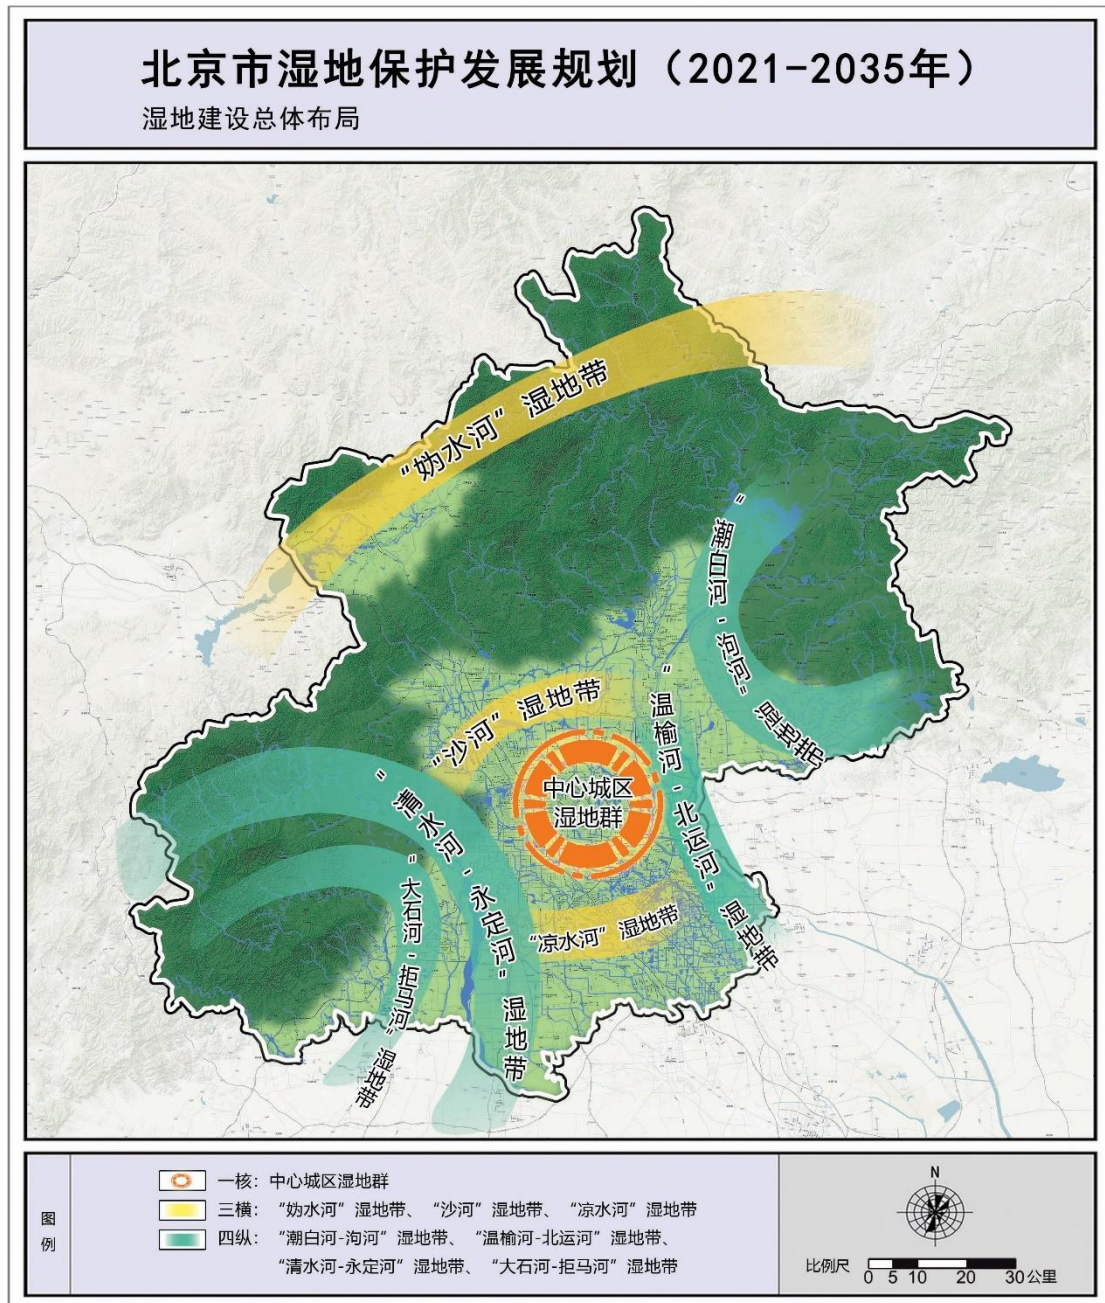 北京市湿地保护发展规划（2021-2035年）
湿地建设总体布局
“妫水河”湿地带
“潮白河-泃河”湿地带
“沙河”湿地带
“温榆河-北运河”湿地带
中心城区
湿地群
“清水河-永定河”湿地带
“大石河-拒马河”湿地带
“凉水河”湿地带
图例
一核：中心城区湿地群
三横：“妫水河”湿地带、“沙河”湿地带、“凉水河”湿地带
四纵：“潮白河-泃河”湿地带、“温榆河-北运河”湿地带、
“清水河-永定河”湿地带、“大石河-拒马河”湿地带
N
比例尺 0 5 10 20 30公里